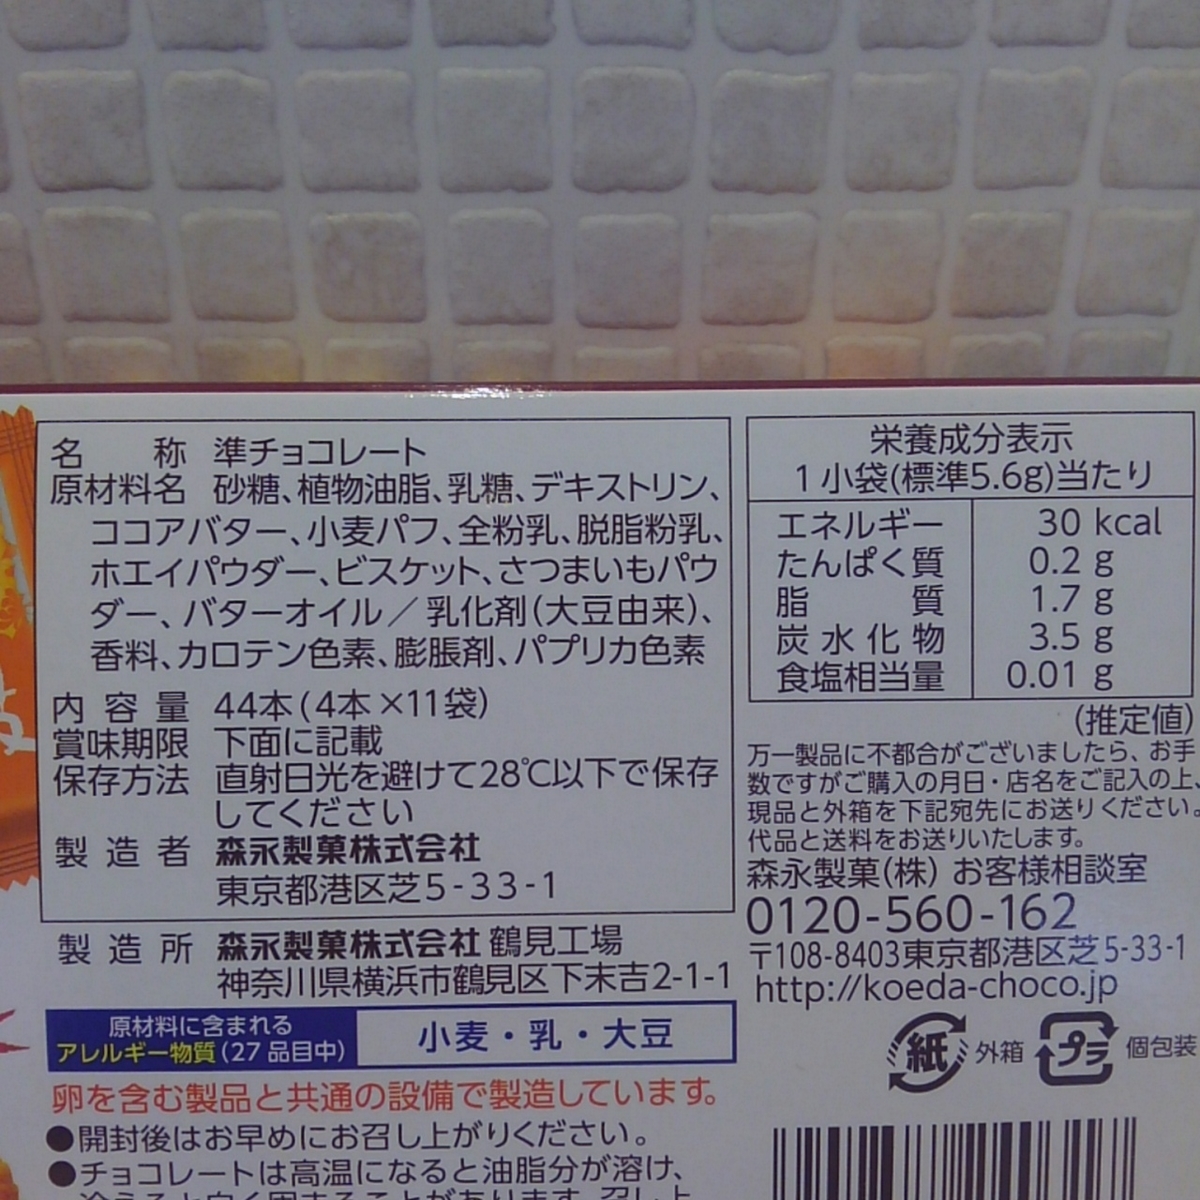 名称 準チョコレート
原材料名 砂糖、植物油脂、乳糖、デキストリン、
ココアバター、小麦パフ、全粉乳、脱脂粉乳、
ホエイパウダー、ビスケット、さつまいもパウ
ダー、バターオイル／乳化剤(大豆由来)、
香料、カロテン色素、膨脹剤、パプリカ色素
内容量 44本(4本×11袋)
賞味期限 下面に記載
保存方法 直射日光を避けて28℃以下で保存
してください
製造者 森永製菓株式会社
東京都港区芝5-33-1
製造所 森永製菓株式会社 鶴見工場
神奈川県横浜市鶴見区下末吉2-1-1
原材料に含まれる
アレルギー物質(27品目中)
小麦・乳・大豆
卵を含む製品と共通の設備で製造しています。
●開封後はお早めにお召し上がりください。
●チョコレートは高温になると油脂分が溶け、
栄養成分表示
1小袋(標準5.6g)当たり
エネルギー 30 kcal
たんぱく質 0.2 g
脂質 1.7 g
炭水化物 3.5 g
食塩相当量 0.01 g
(推定値)
万一製品に不都合がございましたら、お手
数ですがご購入の月日・店名をご記入の上、
現品と外箱を下記宛先にお送りください。
代品と送料をお送りいたします。
森永製菓(株) お客様相談室
0120-560-162
〒108-8403東京都港区芝5-33-1
http://koeda-choco.jp
紙 外箱 プラ 個包装